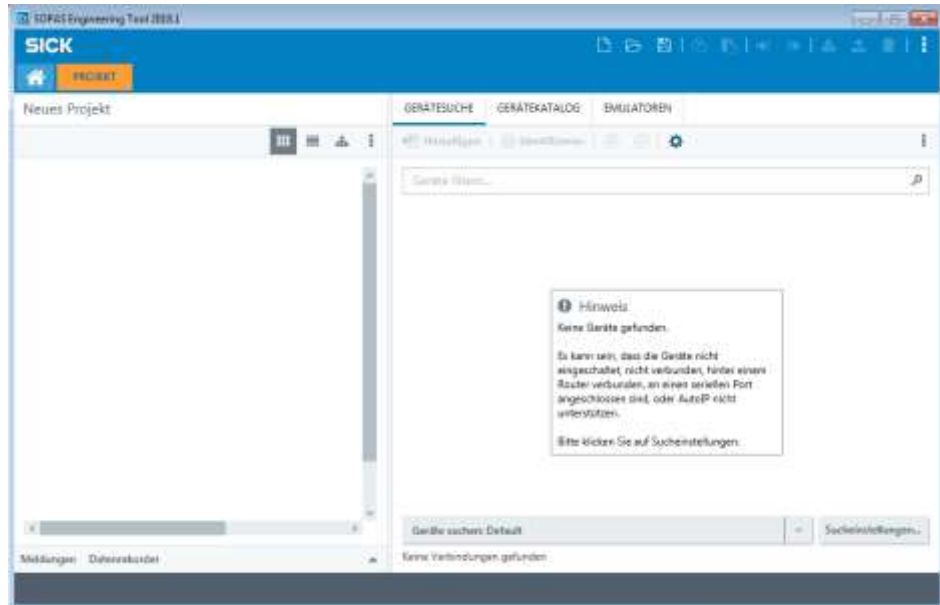 SOPAS Engineering Tool 2018.1
SICK
PROJEKT
Neues Projekt
GERÄTESUCHE GERÄTEKATALOG EMULATOREN
Hinzufügen Identifizieren
Geräte filtern...
Hinweis
Keine Geräte gefunden.
Es kann sein, dass die Geräte nicht
eingeschaltet, nicht verbunden, hinter einem
Router verbunden, an einen seriellen Port
angeschlossen sind, oder AutoIP nicht
unterstützen.
Bitte klicken Sie auf Sucheinstellungen.
Geräte suchen: Default
Sucheinstellungen...
Meldungen Datenrekorder
Keine Verbindungen gefunden